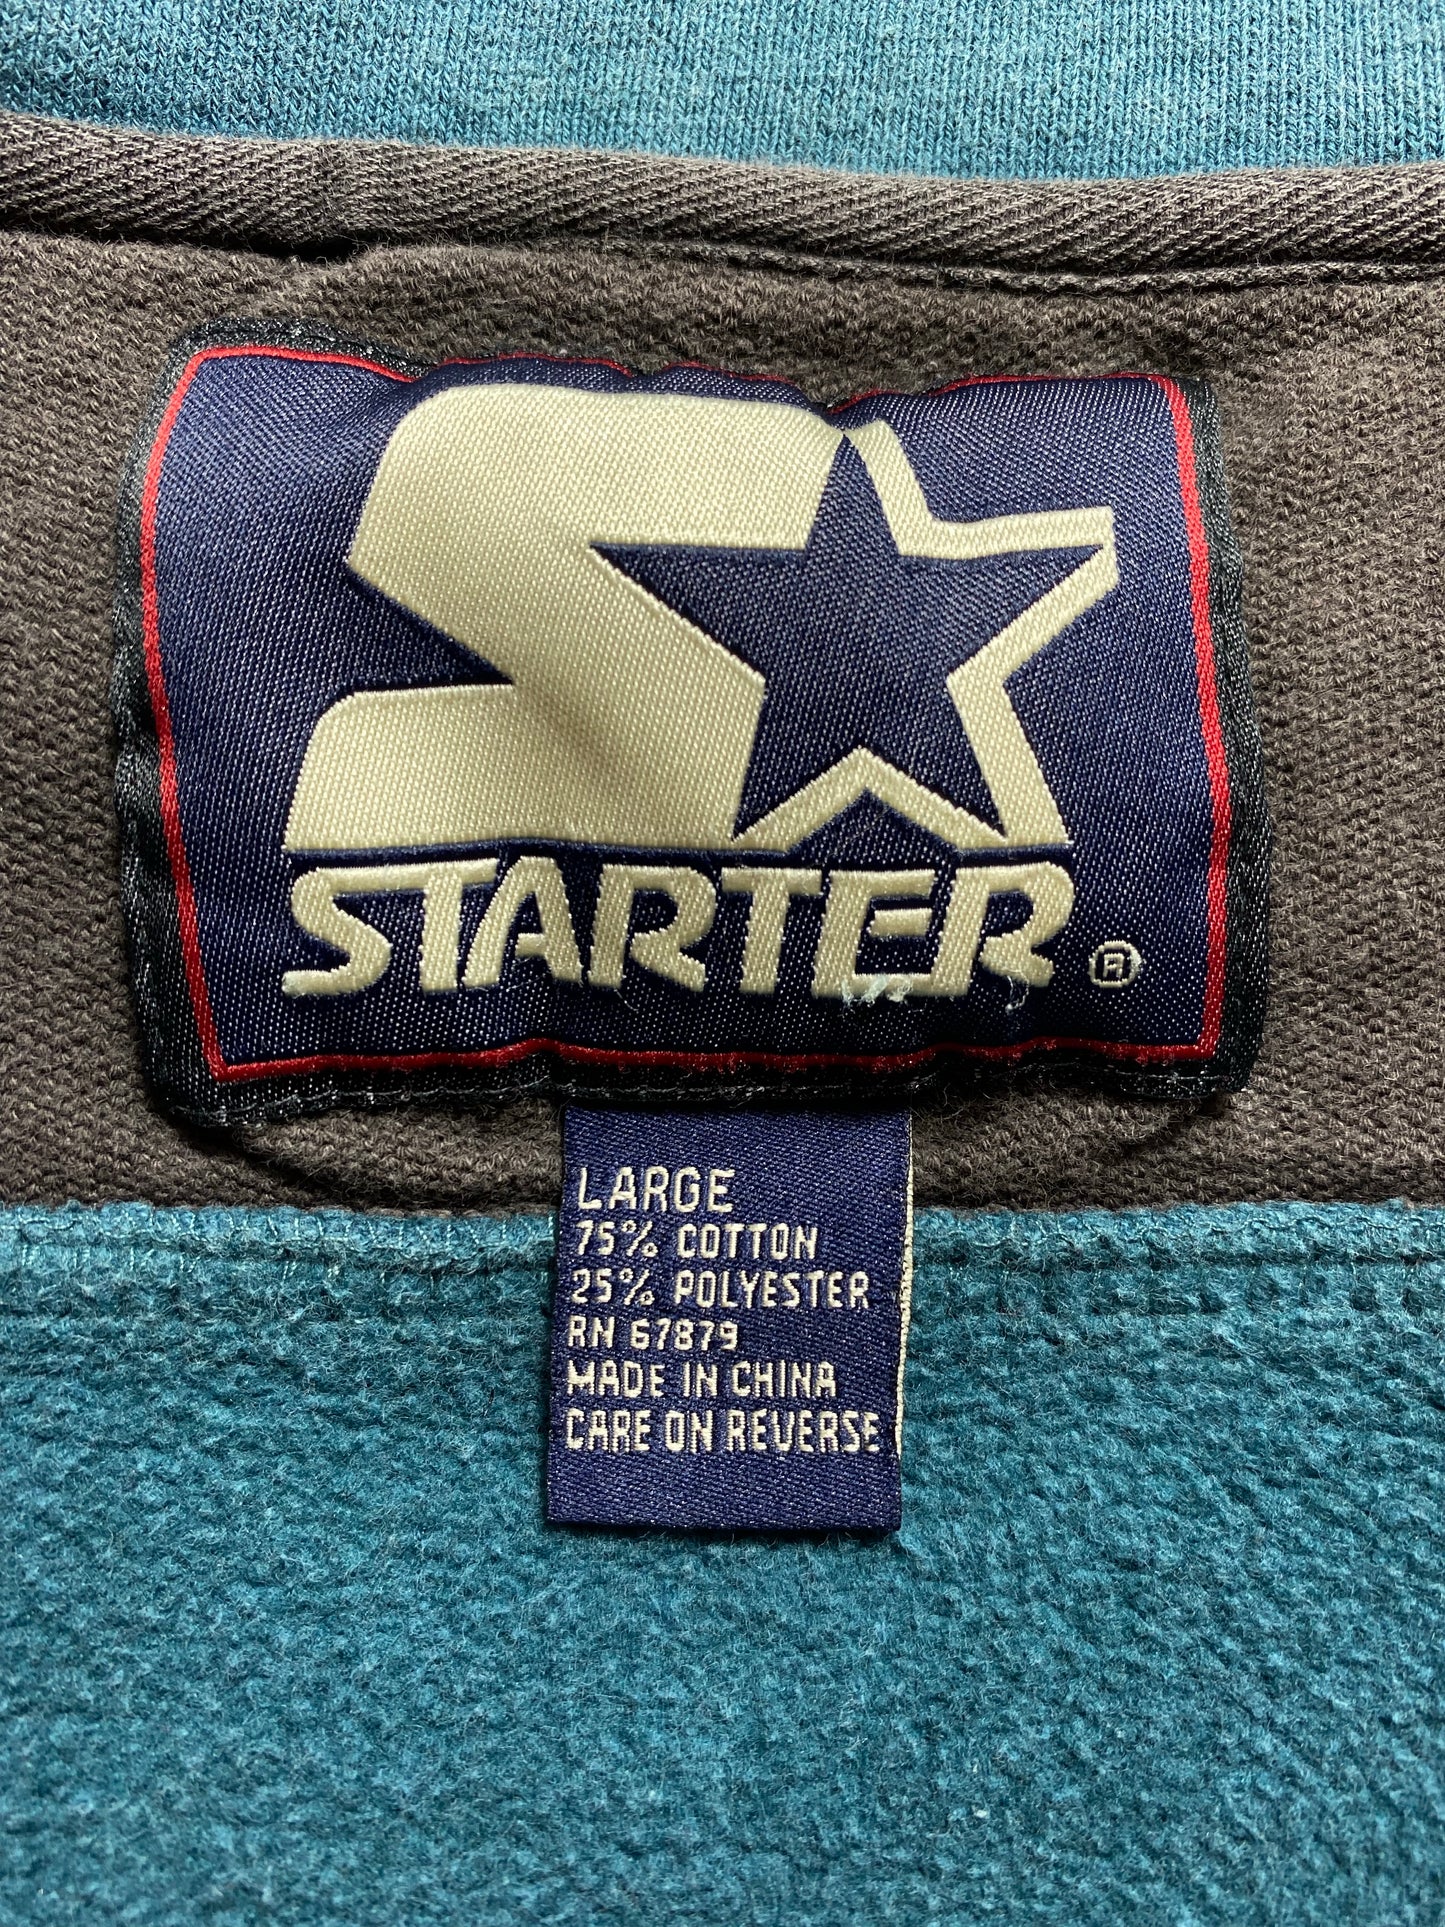 STARTER ®
LARGE
75% COTTON
25% POLYESTER
RN 67879
MADE IN CHINA
CARE ON REVERSE